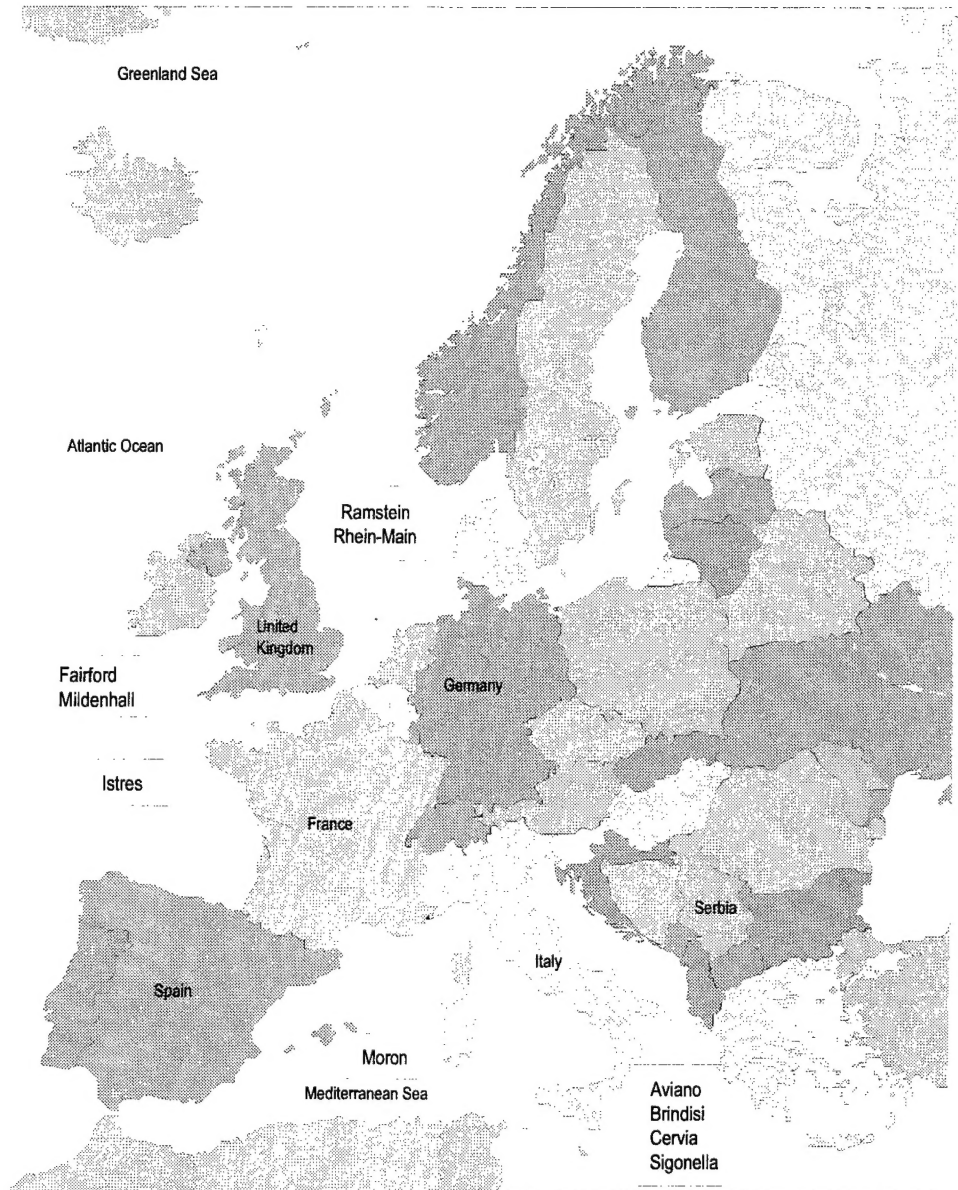 Greenland Sea
Atlantic Ocean
Ramstein
Rhein-Main
United
Kingdom
Fairford
Mildenhall
Germany
Istres
France
Serbia
Italy
Spain
Moron
Mediterranean Sea
Aviano
Brindisi
Cervia
Sigonella